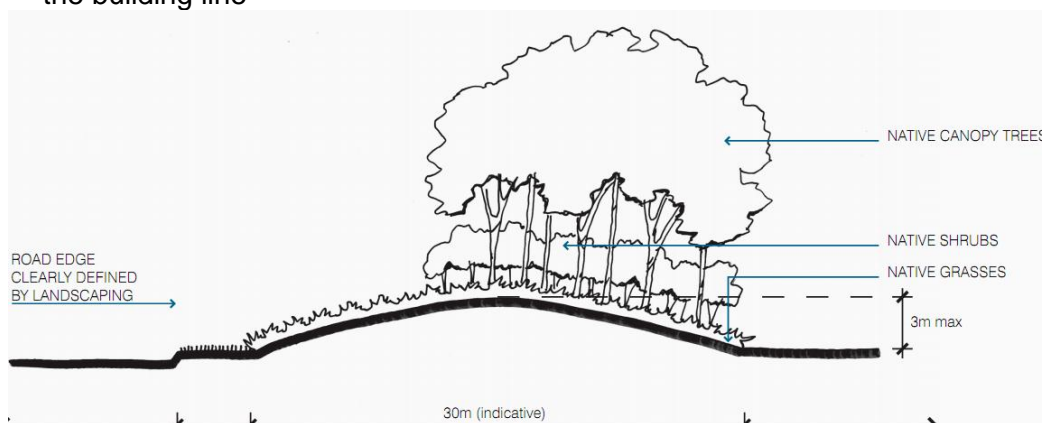 the building line
NATIVE CANOPY TREES
NATIVE SHRUBS
ROAD EDGE
CLEARLY DEFINED
BY LANDSCAPING
NATIVE GRASSES
3m max
30m (indicative)